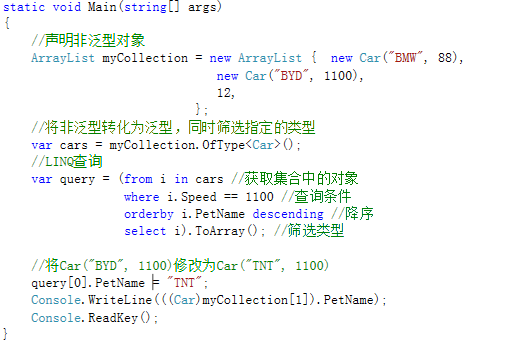 static void Main(string[] args)
{
//声明非泛型对象
ArrayList myCollection = new ArrayList { new Car("BMW", 88),
new Car("BYD", 1100),
12,
};
//将非泛型转化为泛型，同时筛选指定的类型
var cars = myCollection.OfType<Car>();
//LINQ查询
var query = (from i in cars //获取集合中的对象
where i.Speed == 1100 //查询条件
orderby i.PetName descending //降序
select i).ToArray(); //筛选类型
//将Car("BYD", 1100)修改为Car("TNT", 1100)
query[0].PetName = "TNT";
Console.WriteLine(((Car)myCollection[1]).PetName);
Console.ReadKey();
}